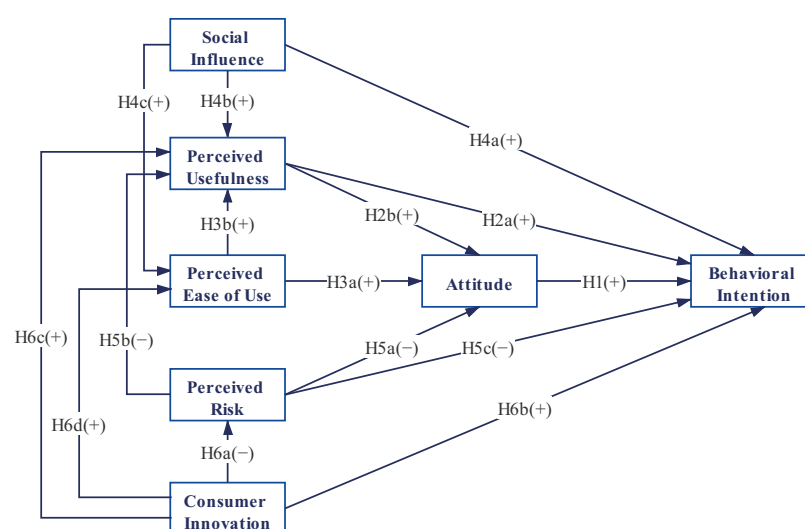 Social
Influence
H4c(+)
H4b(+)
H4a(+)
Perceived
Usefulness
H2b(+)
H2a(+)
H3b(+)
Perceived
Ease of Use
H3a(+)
Attitude
H1(+)
Behavioral
Intention
H6c(+)
H5b(−)
H5a(−)
H5c(−)
Perceived
Risk
H6d(+)
H6b(+)
H6a(−)
Consumer
Innovation